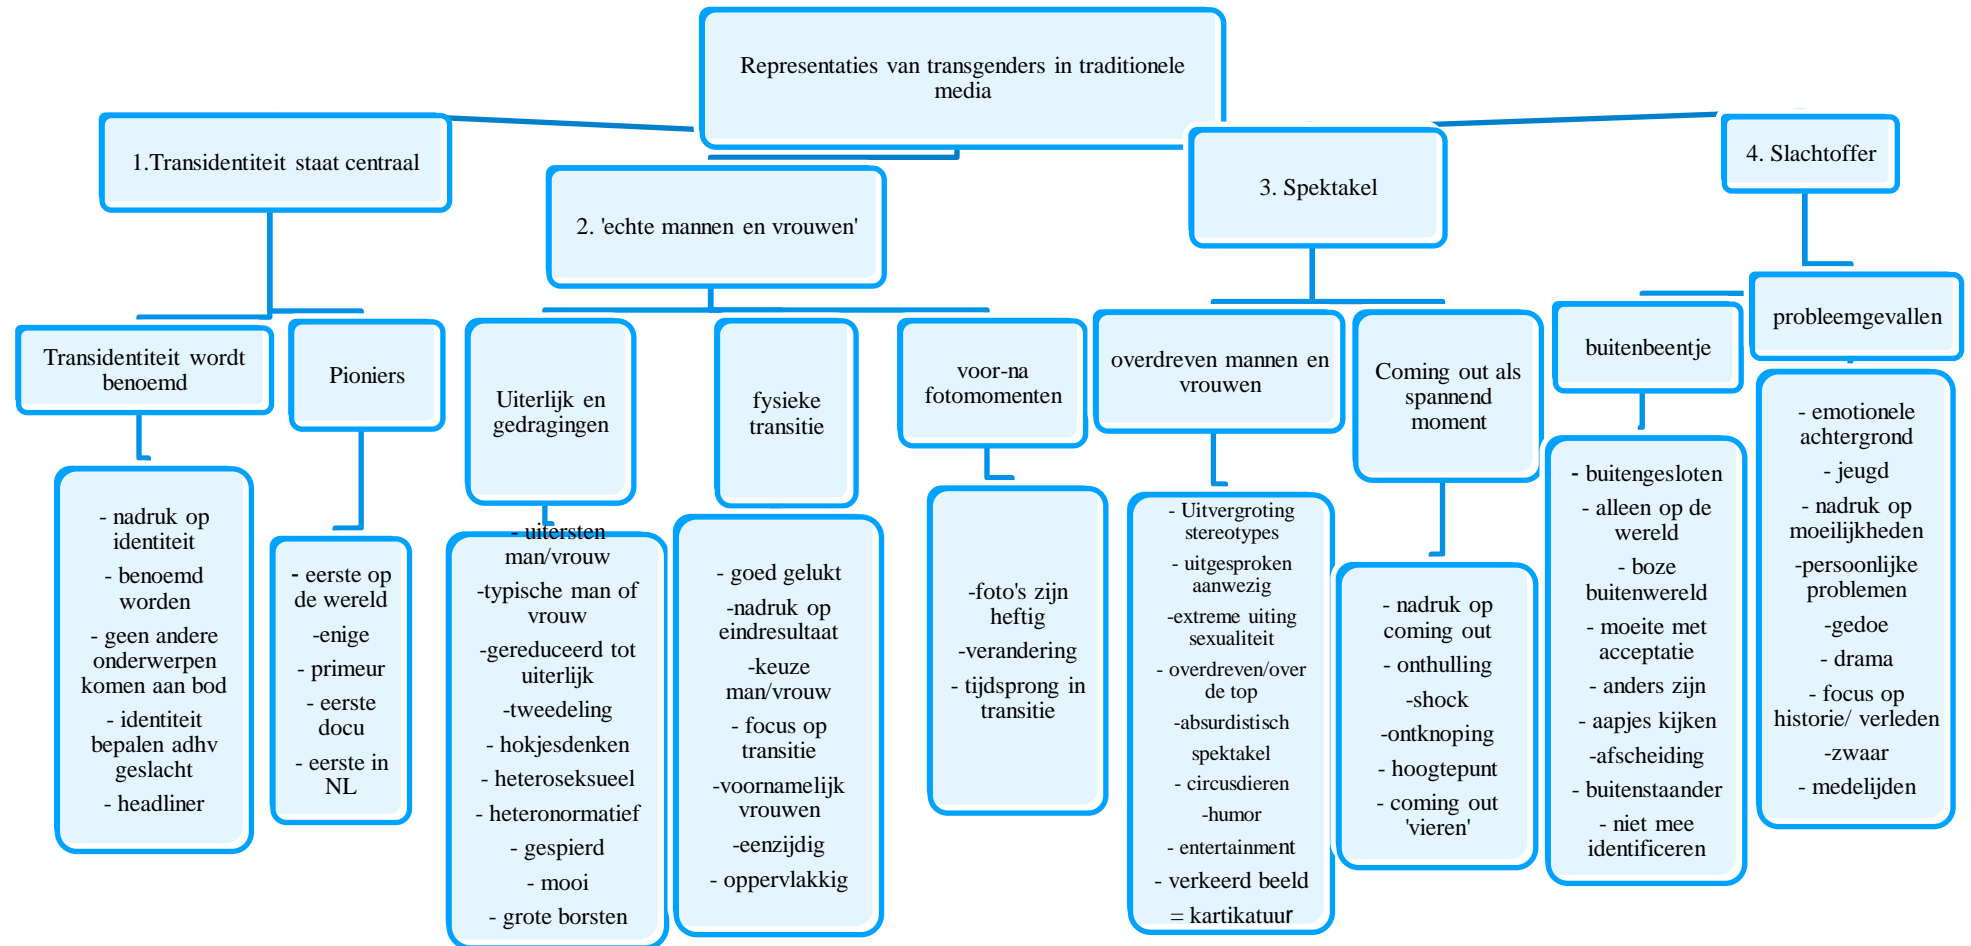 Representaties van transgenders in traditionele
media
1.Transidentiteit staat centraal
2. 'echte mannen en vrouwen'
3. Spektakel
4. Slachtoffer
Transidentiteit wordt
benoemd
Pioniers
Uiterlijk en
gedragingen
fysieke
transitie
voor-na
fotomomenten
overdreven mannen en
vrouwen
Coming out als
spannend
moment
buitenbeentje
probleemgevallen
- nadruk op
identiteit
- benoemd
worden
- geen andere
onderwerpen
komen aan bod
- identiteit
bepalen adhv
geslacht
- headliner
- eerste op
de wereld
-enige
- primeur
- eerste
docu
- eerste in
NL
- uitersten
man/vrouw
-typische man of
vrouw
-gereduceerd tot
uiterlijk
-tweedeling
- hokjesdenken
- heteroseksueel
- heteronormatief
- gespierd
- mooi
- grote borsten
- goed gelukt
-nadruk op
eindresultaat
-keuze
man/vrouw
- focus op
transitie
-voornamelijk
vrouwen
-eenzijdig
- oppervlakkig
-foto's zijn
heftig
-verandering
- tijdsprong in
transitie
- Uitvergroting
stereotypes
- uitgesproken
aanwezig
-extreme uiting
sexualiteit
- overdreven/over
de top
-absurdistisch
spektakel
- circusdieren
-humor
- entertainment
- verkeerd beeld
= kartikatuur
- nadruk op
coming out
- onthulling
-shock
-ontknoping
- hoogtepunt
- coming out
'vieren'
- buitengesloten
- alleen op de
wereld
- boze
buitenwereld
- moeite met
acceptatie
- anders zijn
- aapjes kijken
-afscheiding
- buitenstaander
- niet mee
identificeren
- emotionele
achtergrond
- jeugd
- nadruk op
moeilijkheden
-persoonlijke
problemen
-gedoe
- drama
- focus op
historie/ verleden
-zwaar
- medelijden